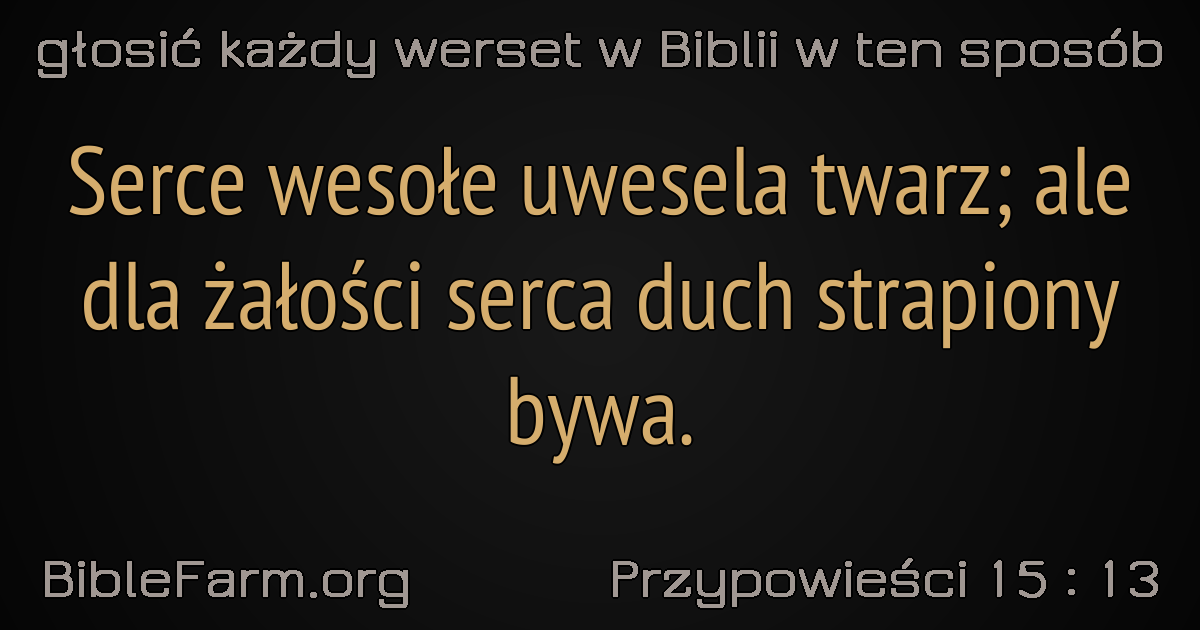 głosić każdy werset w Biblii w ten sposób
Serce wesołe uwesela twarz; ale
dla żałości serca duch strapiony
bywa.
BibleFarm.org
Przypowieści 15 : 13